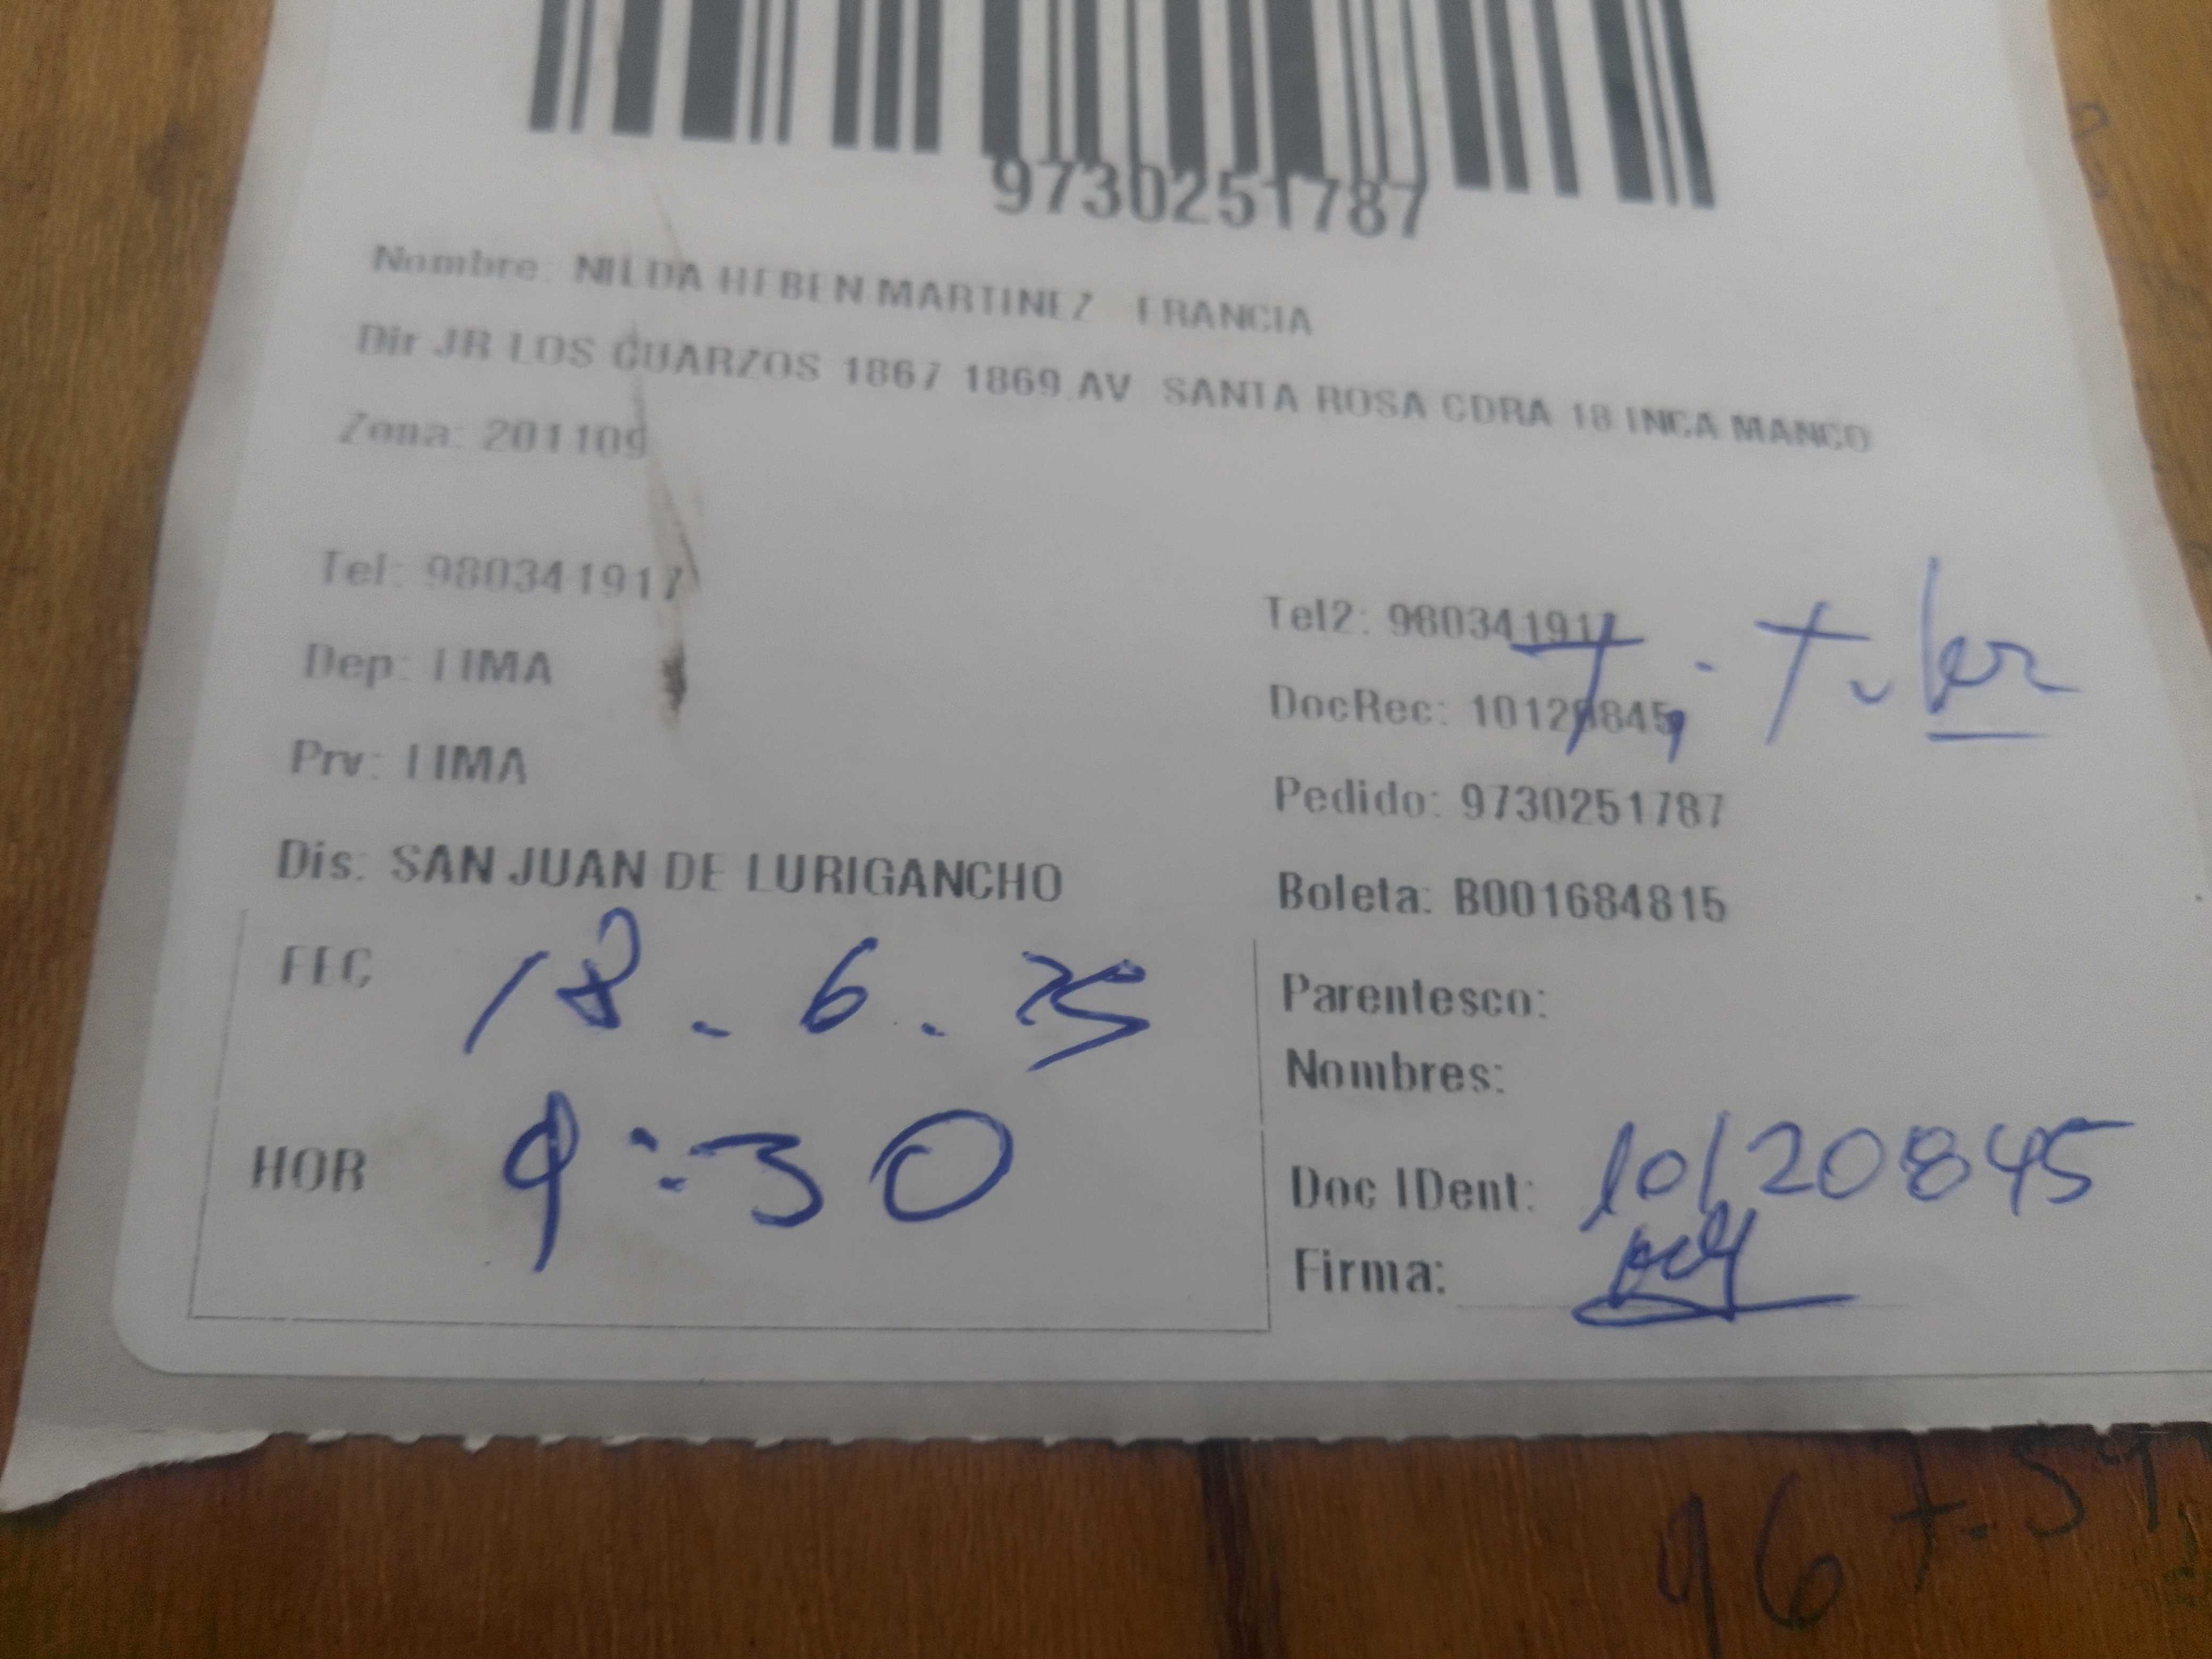 9730251787
Nombre: NILDA HEBEN MARTINEZ FRANCIA
Dir JR LOS CUARZOS 1867 1869 AV SANTA ROSA CDRA 18 INCA MANCO
Zona: 201109
Tel: 980341917
Tel2: 980341917
Dep: LIMA
DocRec: 10120845
Prv: LIMA
Pedido: 9730251787
Dis: SAN JUAN DE LURIGANCHO
Boleta: B001684815
FEC 18.6.25
Parentesco:
Nombres:
HOR 9:30
Doc IDent: 10120845
Firma: